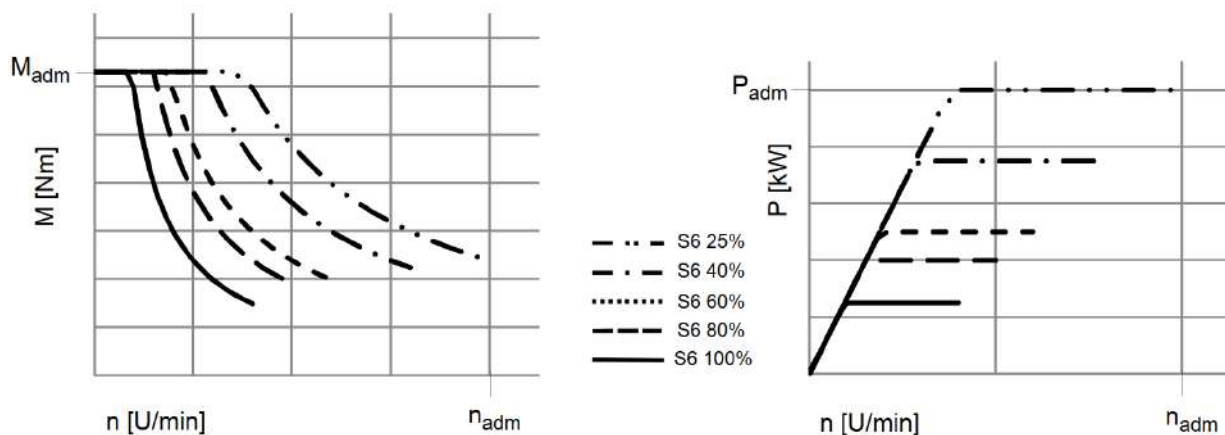 M_adm
M [Nm]
n [U/min]
n_adm
S6 25%
S6 40%
S6 60%
S6 80%
S6 100%
P_adm
P [kW]
n [U/min]
n_adm